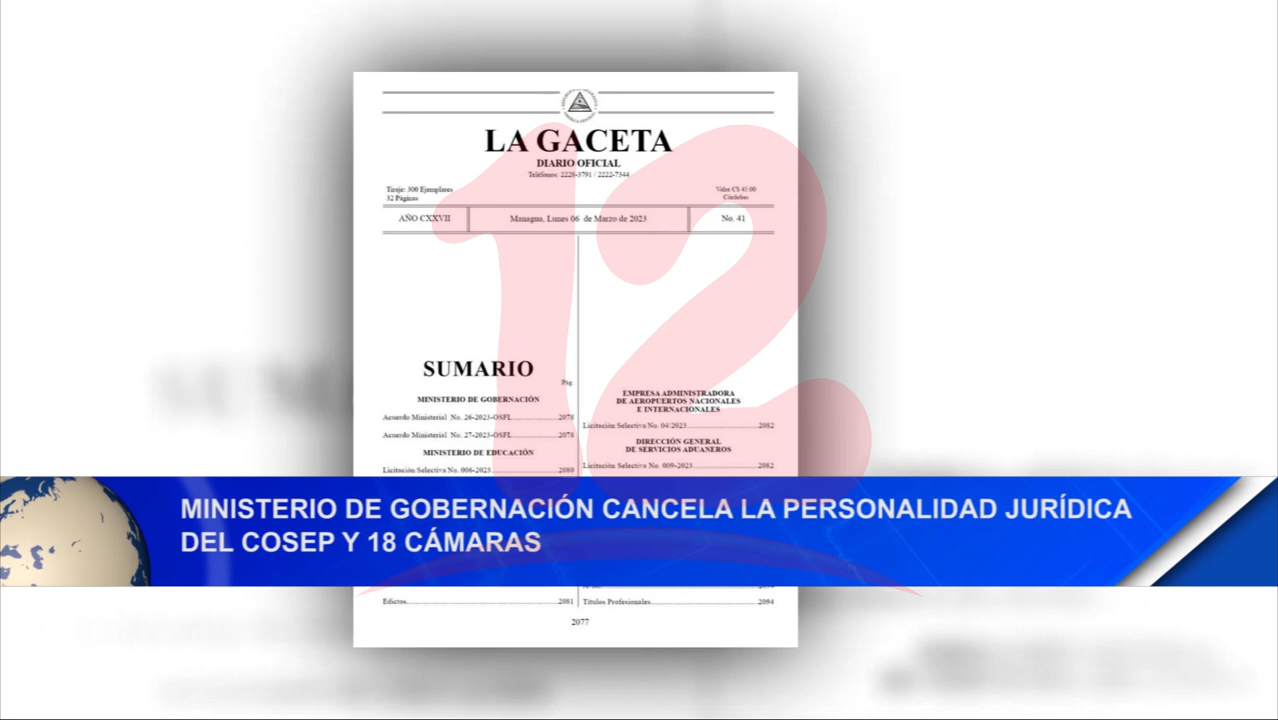 LA GACETA
DIARIO OFICIAL
Teléfonos: 2228-3791 / 2222-7344
Tiraje: 300 Ejemplares
32 Páginas
Valor C$ 45.00
Córdobas
AÑO CXXVII
Managua, Lunes 06 de Marzo de 2023
No. 41
12
SUMARIO
Pág.
MINISTERIO DE GOBERNACIÓN
Acuerdo Ministerial No. 26-2023-OSFL 2078
Acuerdo Ministerial No. 27-2023-OSFL 2078
MINISTERIO DE EDUCACIÓN
Licitación Selectiva No. 006-2023 2080
EMPRESA ADMINISTRADORA
DE AEROPUERTOS NACIONALES
E INTERNACIONALES
Licitación Selectiva No. 04/2023 2082
DIRECCIÓN GENERAL
DE SERVICIOS ADUANEROS
Licitación Selectiva No. 009-2023 2082
MINISTERIO DE GOBERNACIÓN CANCELA LA PERSONALIDAD JURÍDICA
DEL COSEP Y 18 CÁMARAS
Edictos 2081
Títulos Profesionales 2094
2077